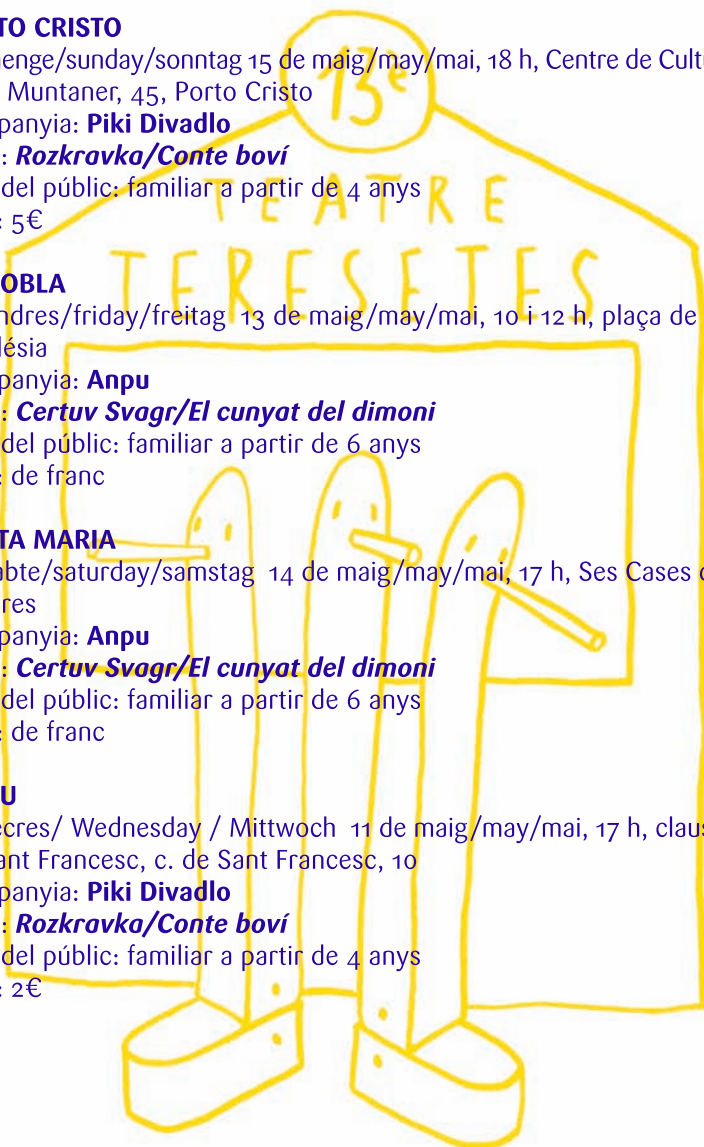 TO CRISTO
enge/sunday/sonntag 15 de maig/may/mai, 18 h, Centre de Cultu
Muntaner, 45, Porto Cristo
panyia: Piki Divadlo
: Rozkravka/Conte boví
del públic: familiar a partir de 4 anys
: 5€
OBLA
ndres/friday/freitag 13 de maig/may/mai, 10 i 12 h, plaça de
lésia
panyia: Anpu
: Certuv Svagr/El cunyat del dimoni
del públic: familiar a partir de 6 anys
: de franc
TA MARIA
abte/saturday/samstag 14 de maig/may/mai, 17 h, Ses Cases
res
panyia: Anpu
: Certuv Svagr/El cunyat del dimoni
del públic: familiar a partir de 6 anys
: de franc
U
ecres/ Wednesday / Mittwoch 11 de maig/may/mai, 17 h, claus
ant Francesc, c. de Sant Francesc, 10
panyia: Piki Divadlo
: Rozkravka/Conte boví
del públic: familiar a partir de 4 anys
: 2€
13è
TEATRE
TERESETES